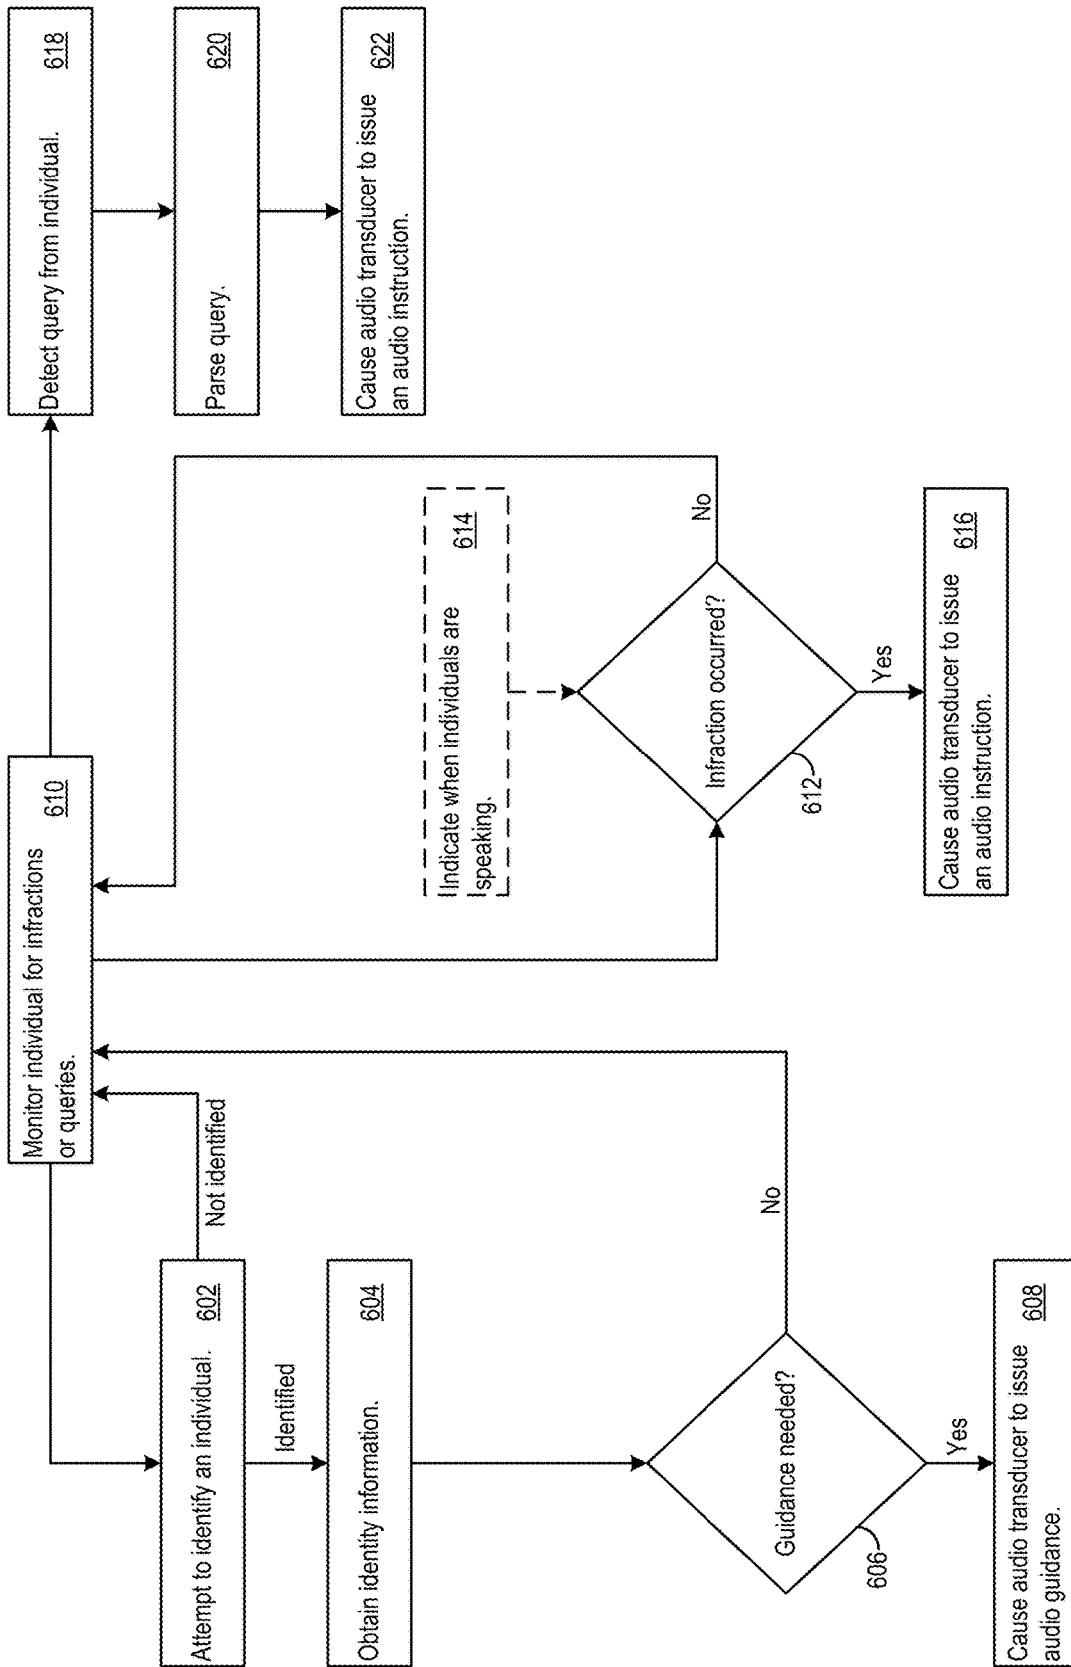 Monitor individual for infractions
or queries.
610
Attempt to identify an individual.
602
Not identified
Identified
Obtain identity information.
604
Guidance needed?
606
No
Yes
Cause audio transducer to issue
audio guidance.
608
Indicate when individuals are
speaking.
614
Infraction occurred?
612
No
Yes
Cause audio transducer to issue
an audio instruction.
616
Detect query from individual.
618
Parse query.
620
Cause audio transducer to issue
an audio instruction.
622